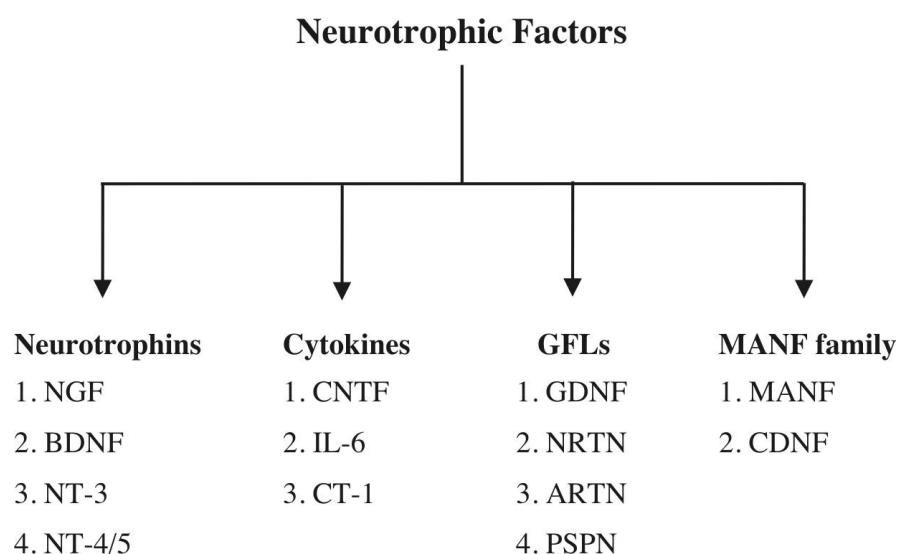 Neurotrophic Factors
Neurotrophins
1. NGF
2. BDNF
3. NT-3
4. NT-4/5
Cytokines
1. CNTF
2. IL-6
3. CT-1
GFLs
1. GDNF
2. NRTN
3. ARTN
4. PSPN
MANF family
1. MANF
2. CDNF